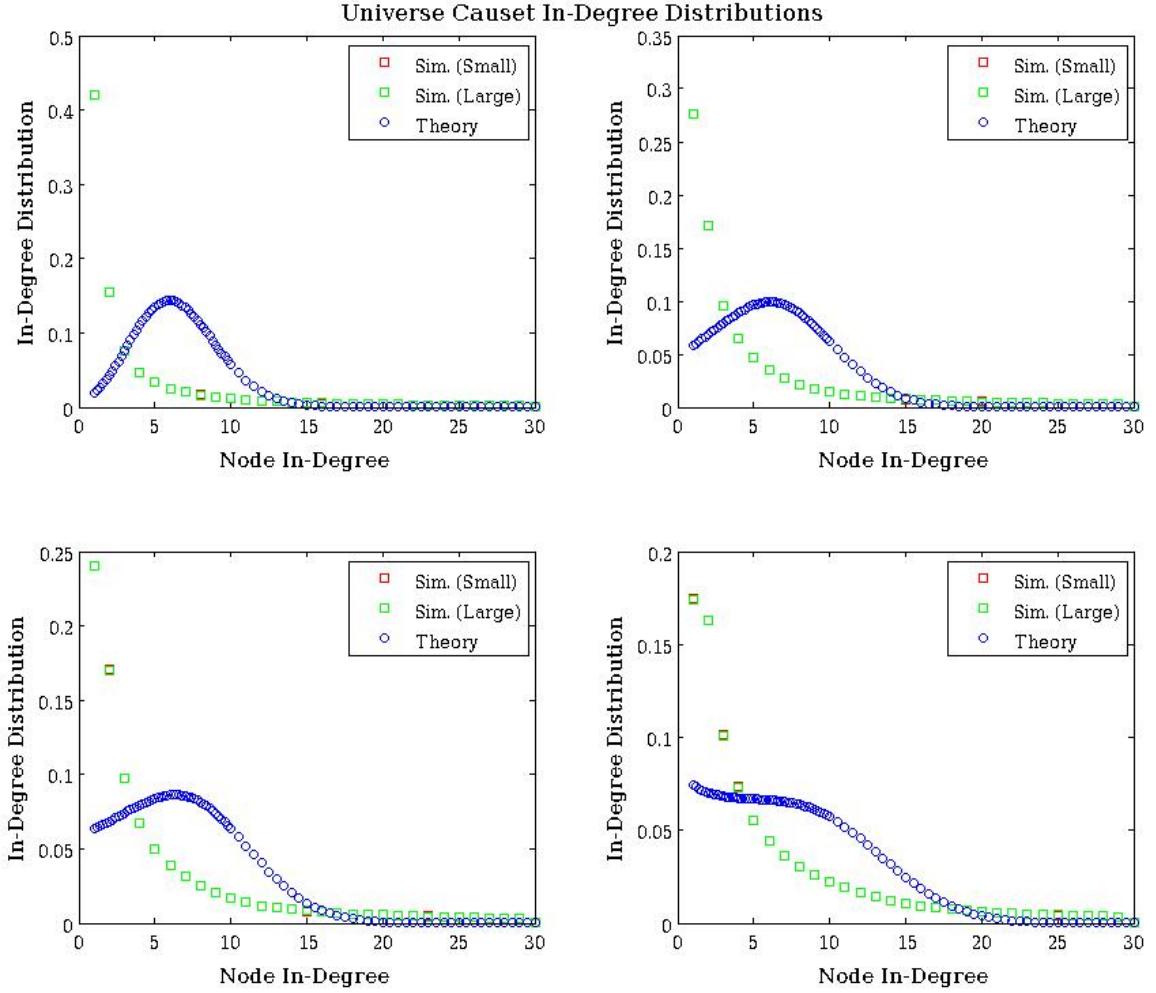 Universe Causet In-Degree Distributions
0.5
0.4
0.3
0.2
0.1
0
0 5 10 15 20 25 30
In-Degree Distribution
Node In-Degree
Sim. (Small)
Sim. (Large)
Theory
0.35
0.3
0.25
0.2
0.15
0.1
0.05
0
0 5 10 15 20 25 30
In-Degree Distribution
Node In-Degree
Sim. (Small)
Sim. (Large)
Theory
0.25
0.2
0.15
0.1
0.05
0
0 5 10 15 20 25 30
In-Degree Distribution
Node In-Degree
Sim. (Small)
Sim. (Large)
Theory
0.2
0.15
0.1
0.05
0
0 5 10 15 20 25 30
In-Degree Distribution
Node In-Degree
Sim. (Small)
Sim. (Large)
Theory